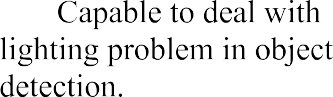 Capable to deal with
lighting problem in object
detection.